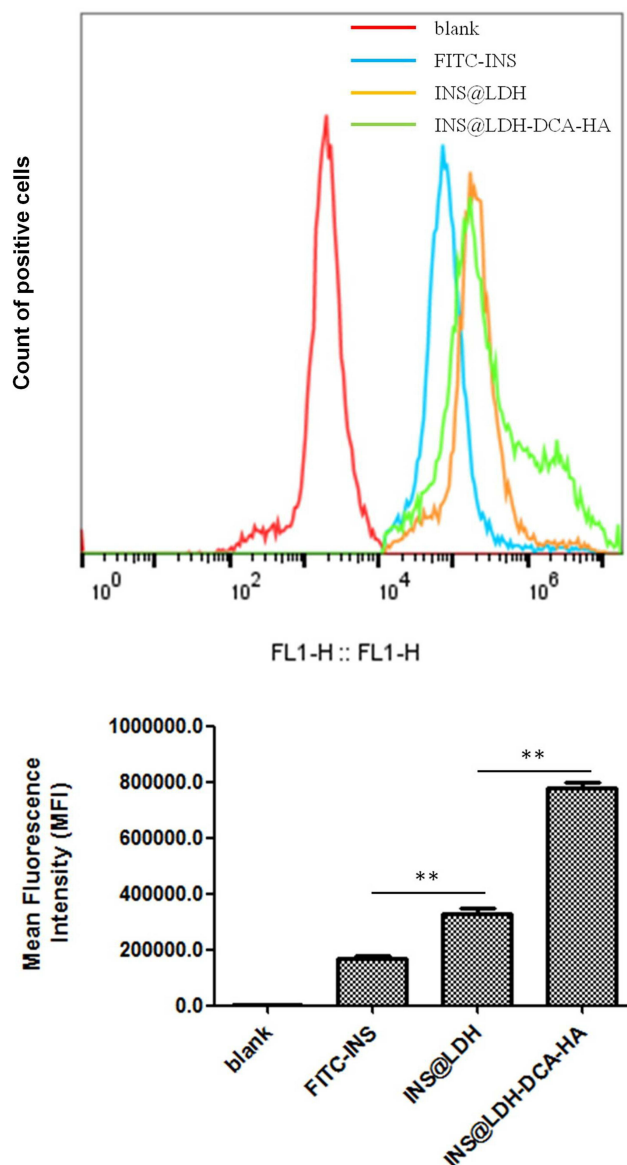 blank
FITC-INS
INS@LDH
INS@LDH-DCA-HA
Count of positive cells
10^0
10^2
10^4
10^6
FL1-H :: FL1-H
Mean Fluorescence
Intensity (MFI)
1000000.0
800000.0
600000.0
400000.0
200000.0
0.0
**
**
blank
FITC-INS
INS@LDH
INS@LDH-DCA-HA